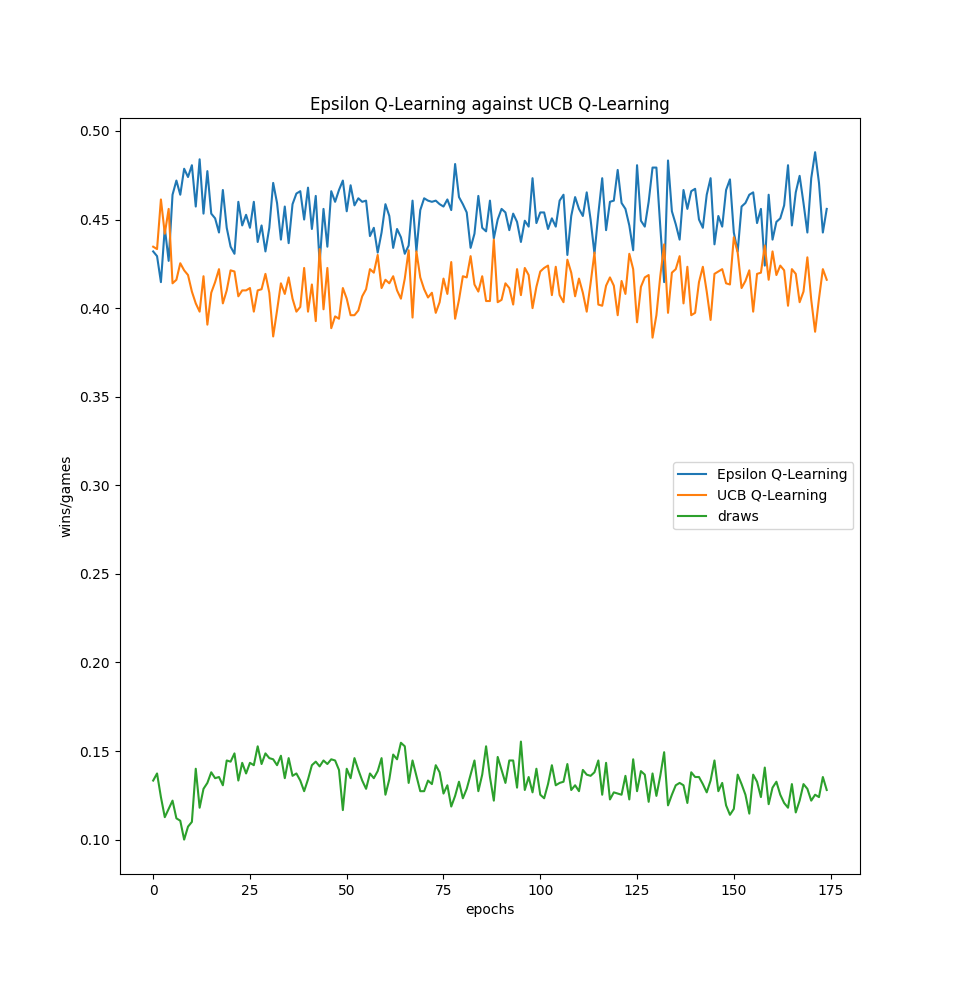 Epsilon Q-Learning against UCB Q-Learning
0.50
0.45
0.40
0.35
0.30
0.25
0.20
0.15
0.10
wins/games
Epsilon Q-Learning
UCB Q-Learning
draws
0 25 50 75 100 125 150 175
epochs